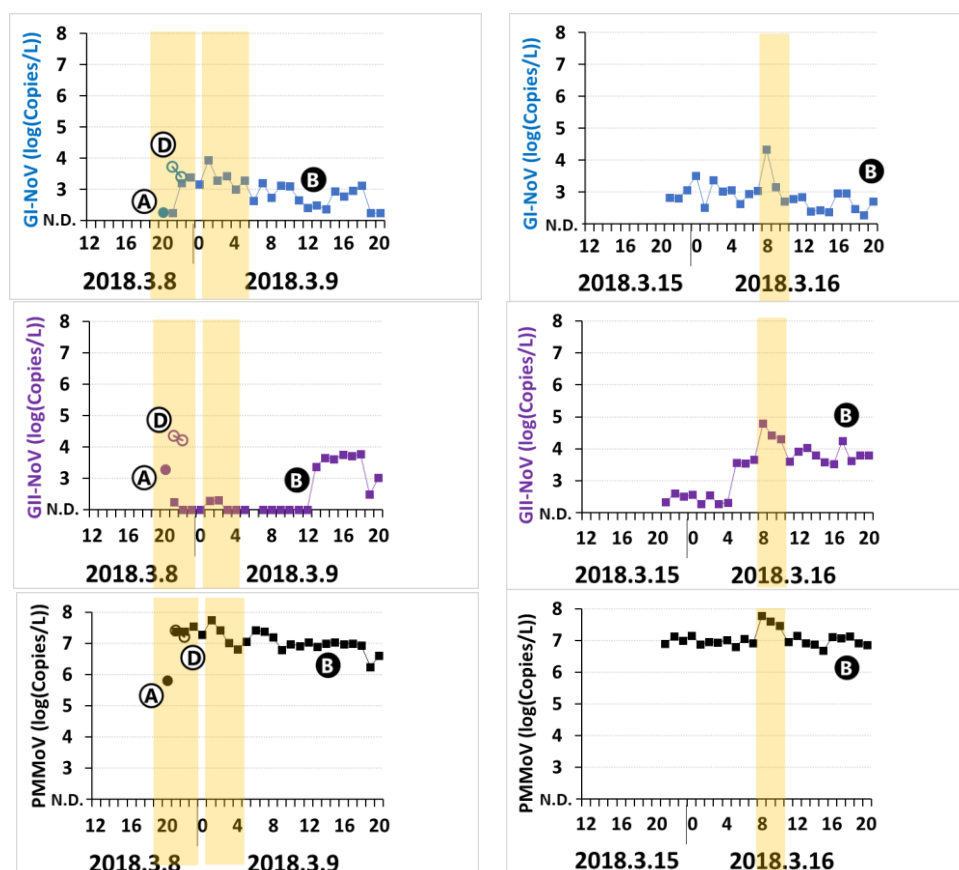 GI-NoV (log(Copies/L))
8
7
6
5
4
3
N.D.
D
A
B
12 16 20 0 4 8 12 16 20
2018.3.8 2018.3.9
GI-NoV (log(Copies/L))
8
7
6
5
4
3
N.D.
B
12 16 20 0 4 8 12 16 20
2018.3.15 2018.3.16
GII-NoV (log(Copies/L))
8
7
6
5
4
3
N.D.
D
A
B
12 16 20 0 4 8 12 16 20
2018.3.8 2018.3.9
GII-NoV (log(Copies/L))
8
7
6
5
4
3
N.D.
B
12 16 20 0 4 8 12 16 20
2018.3.15 2018.3.16
PMMoV (log(Copies/L))
8
7
6
5
4
3
N.D.
D
A
B
12 16 20 0 4 8 12 16 20
2018.3.8 2018.3.9
PMMoV (log(Copies/L))
8
7
6
5
4
3
N.D.
B
12 16 20 0 4 8 12 16 20
2018.3.15 2018.3.16